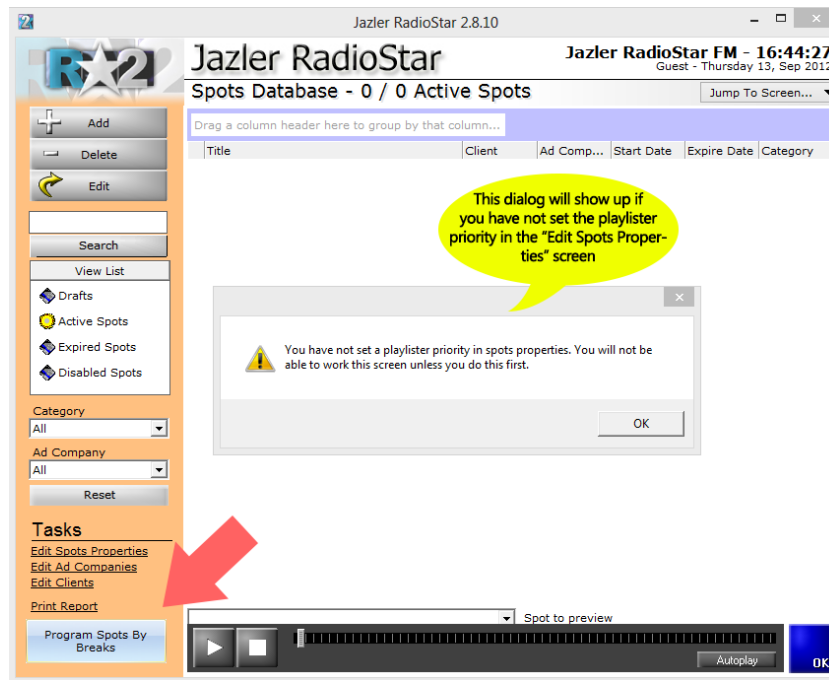 2
Jazler RadioStar 2.8.10
R 2
Jazler RadioStar
Jazler RadioStar FM - 16:44:27
Guest - Thursday 13, Sep 2012
Spots Database - 0 / 0 Active Spots
Jump To Screen...
Add
Delete
Edit
Search
View List
Drafts
Active Spots
Expired Spots
Disabled Spots
Category
All
Ad Company
All
Reset
Tasks
Edit Spots Properties
Edit Ad Companies
Edit Clients
Print Report
Program Spots By
Breaks
Drag a column header here to group by that column...
Title Client Ad Comp... Start Date Expire Date Category
This dialog will show up if
you have not set the playlister
priority in the “Edit Spots Proper-
ties” screen
You have not set a playlister priority in spots properties. You will not be
able to work this screen unless you do this first.
OK
Spot to preview
Autoplay
OK